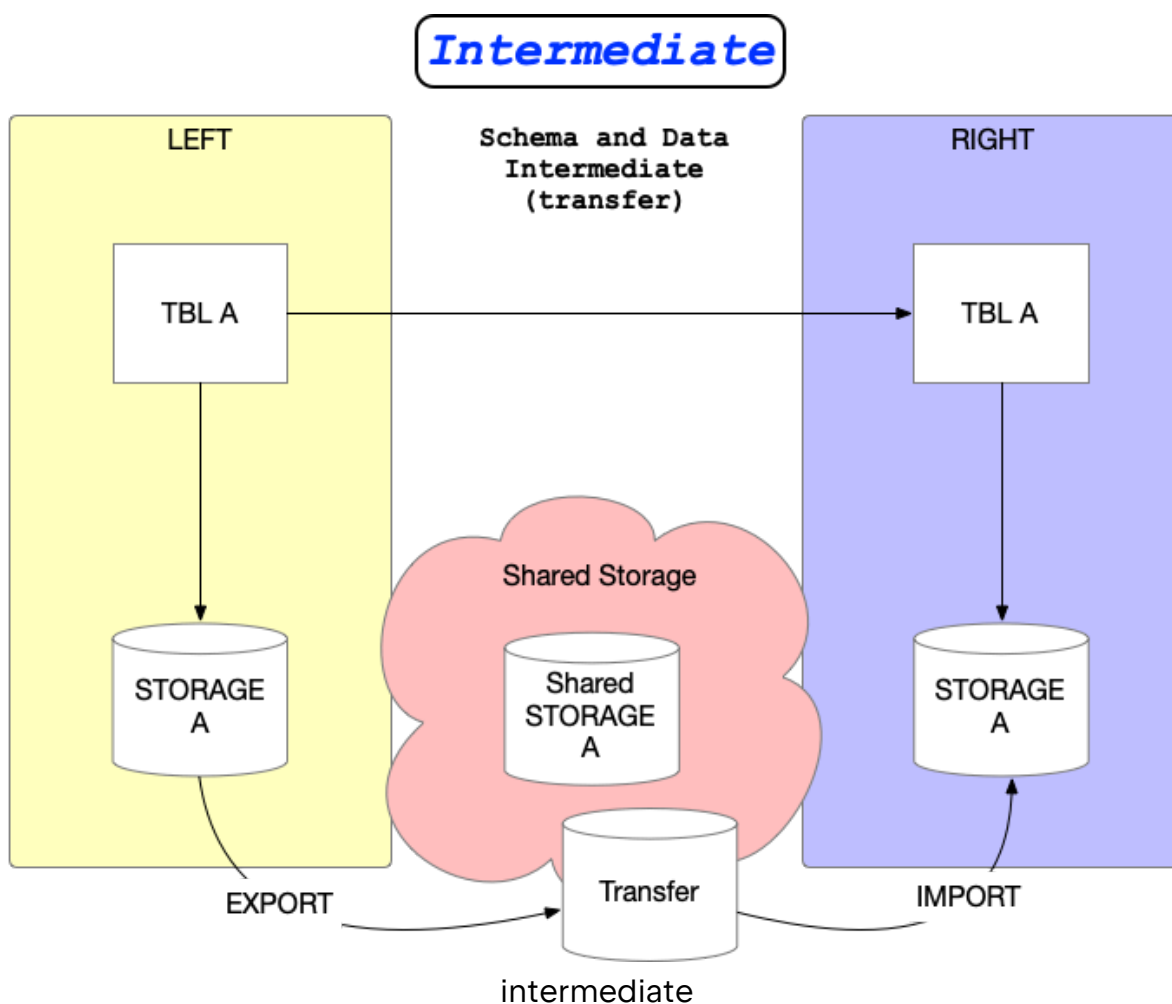 Intermediate
LEFT
Schema and Data
Intermediate
(transfer)
RIGHT
TBL A
TBL A
Shared Storage
STORAGE
A
Shared
STORAGE
A
STORAGE
A
EXPORT
Transfer
IMPORT
intermediate